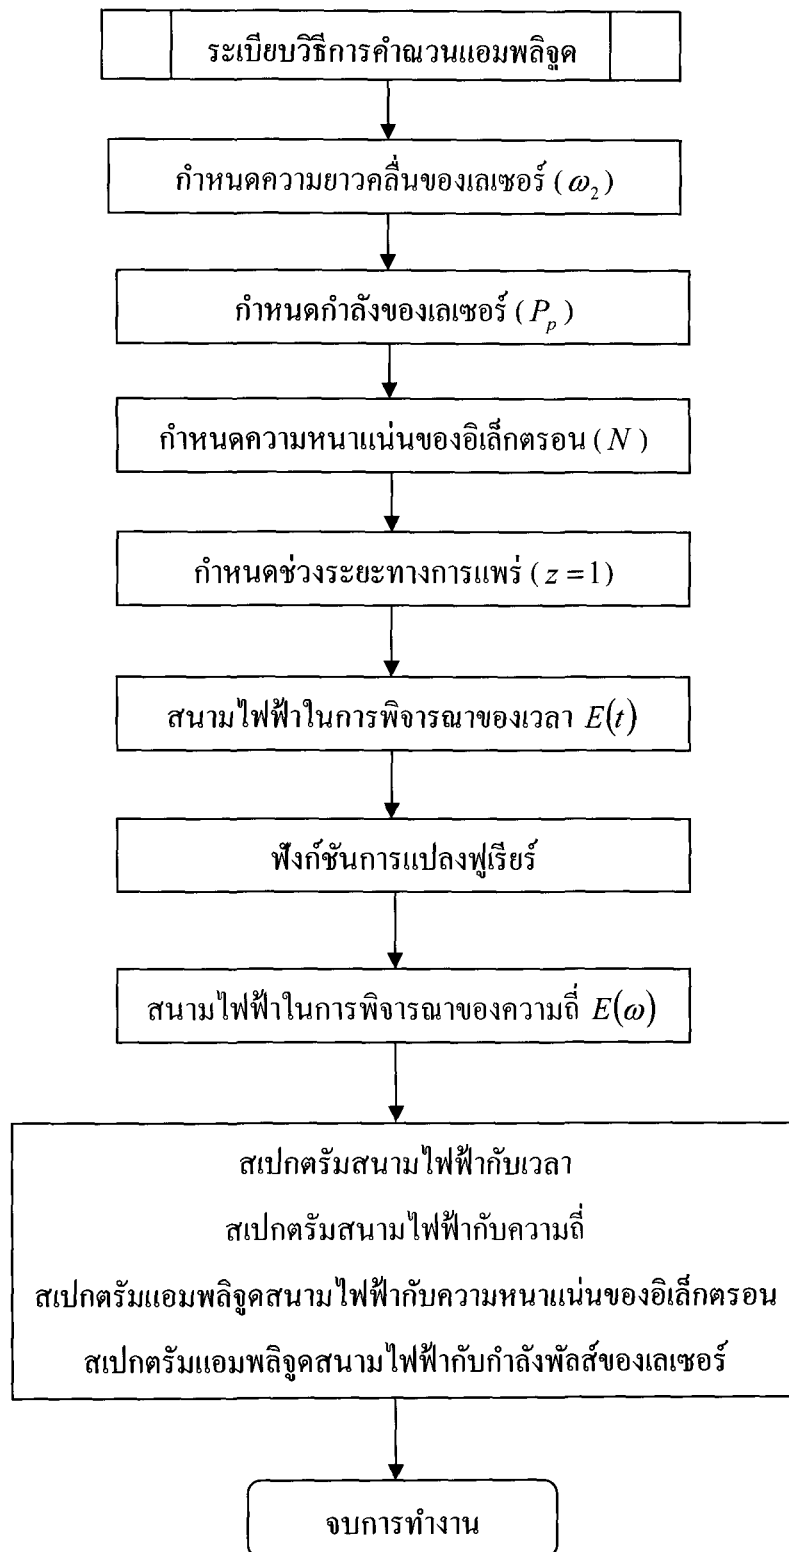 ระเบียบวิธีการคำณวนแอมพลิจูด
กำหนดความยาวคลื่นของเลเซอร์ (ω₂)
กำหนดกำลังของเลเซอร์ (Pₚ)
กำหนดความหนาแน่นของอิเล็กตรอน (N)
กำหนดช่วงระยะทางการแพร่ (z = 1)
สนามไฟฟ้าในการพิจารณาของเวลา E(t)
ฟังก์ชันการแปลงฟูเรียร์
สนามไฟฟ้าในการพิจารณาของความถี่ E(ω)
สเปกตรัมสนามไฟฟ้ากับเวลา
สเปกตรัมสนามไฟฟ้ากับความถี่
สเปกตรัมแอมพลิจูดสนามไฟฟ้ากับความหนาแน่นของอิเล็กตรอน
สเปกตรัมแอมพลิจูดสนามไฟฟ้ากับกำลังพัลส์ของเลเซอร์
จบการทำงาน